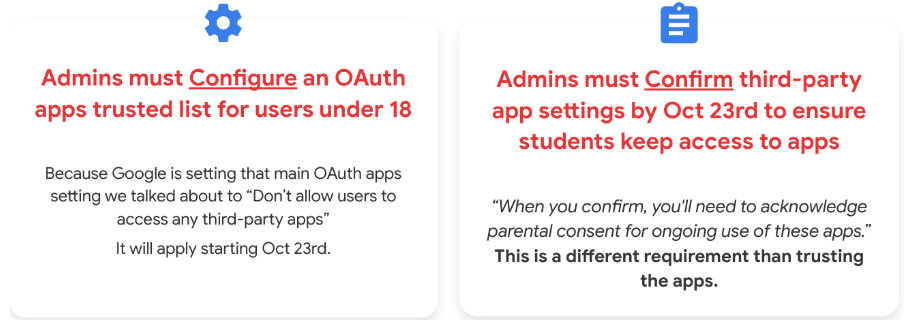 Admins must Configure an OAuth
apps trusted list for users under 18
Because Google is setting that main OAuth apps
setting we talked about to “Don’t allow users to
access any third-party apps”
It will apply starting Oct 23rd.
Admins must Confirm third-party
app settings by Oct 23rd to ensure
students keep access to apps
“When you confirm, you'll need to acknowledge
parental consent for ongoing use of these apps.”
This is a different requirement than trusting
the apps.